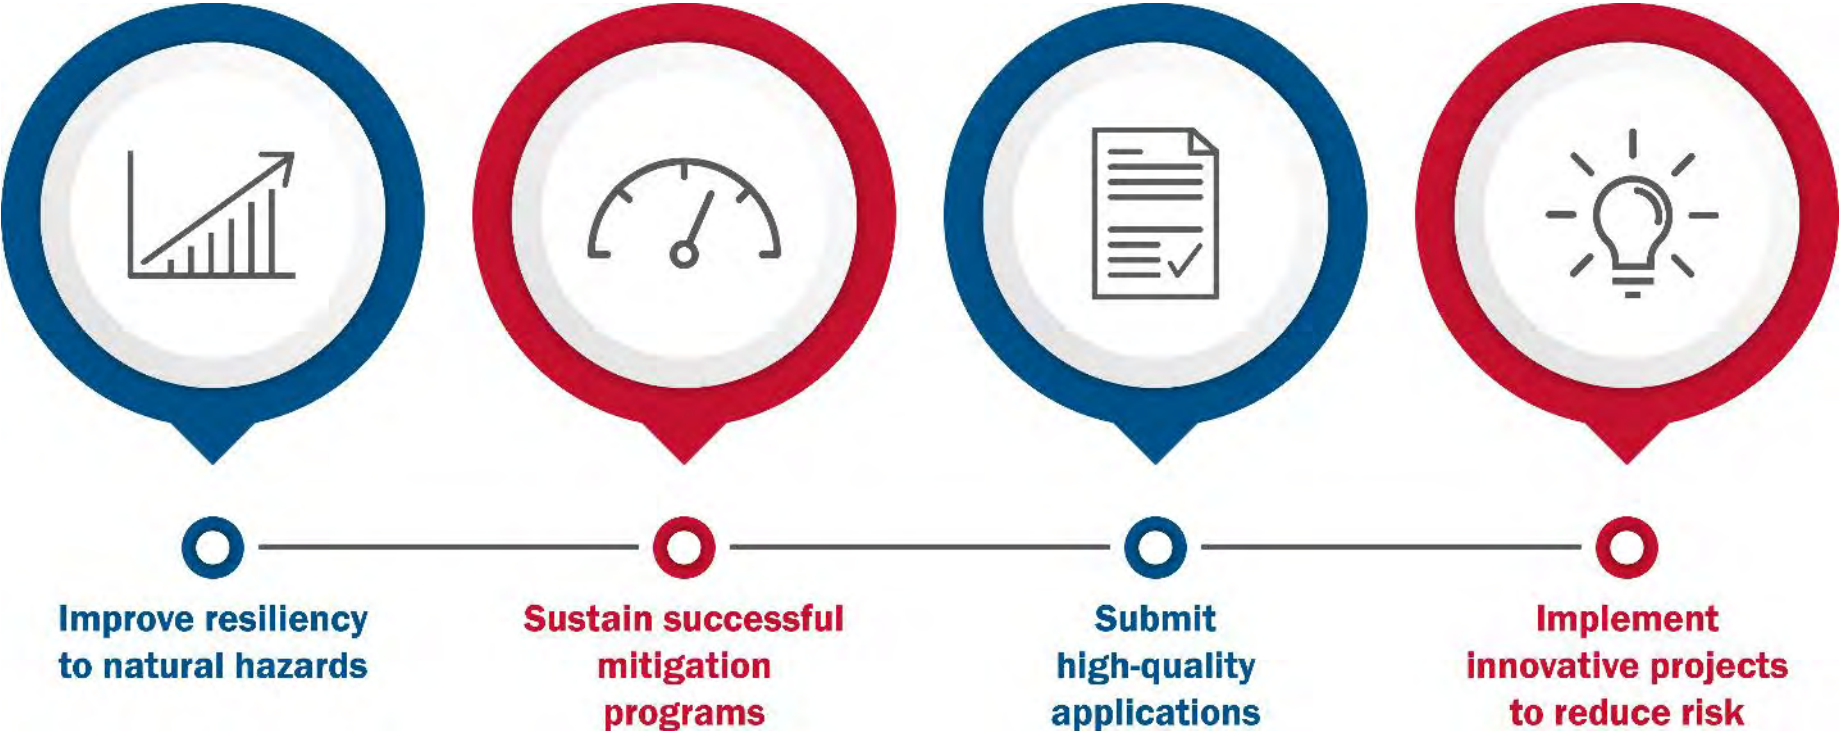 Improve resiliency
to natural hazards
Sustain successful
mitigation
programs
Submit
high-quality
applications
Implement
innovative projects
to reduce risk